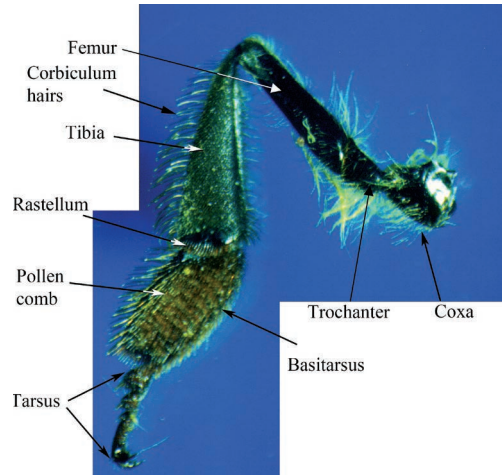 Femur
Corbiculum
hairs
Tibia
Rastellum
Pollen
comb
Trochanter
Coxa
Basitarsus
Tarsus